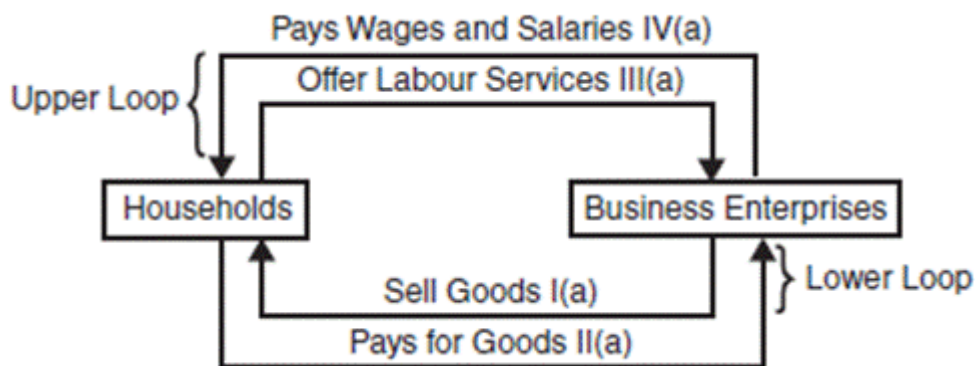 Pays Wages and Salaries IV(a)
Offer Labour Services III(a)
Upper Loop
Households
Business Enterprises
Sell Goods I(a)
Lower Loop
Pays for Goods II(a)